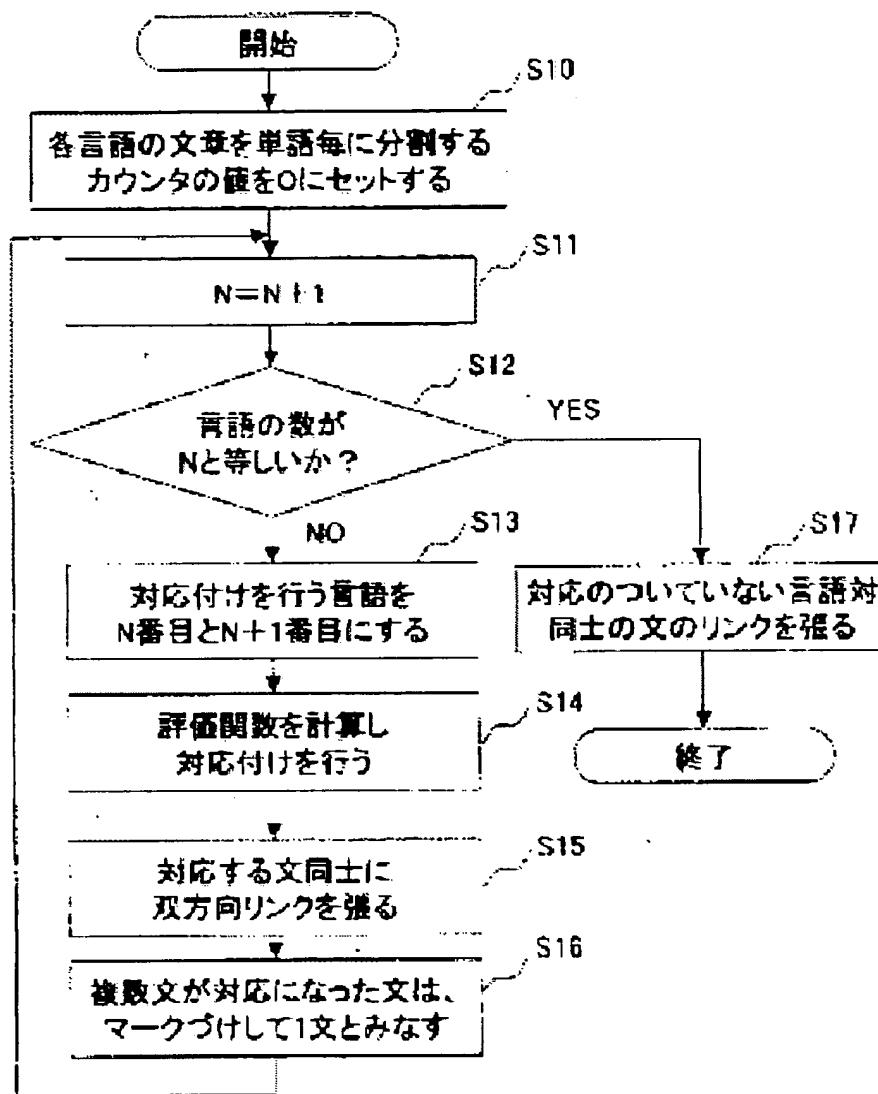 開始
S10
各言語の文章を単語毎に分割する
カウンタの値を0にセットする
S11
N=N+1
S12
言語の数が
Nと等しいか？
YES
NO
S13
対応付けを行う言語を
N番目とN+1番目にする
S17
対応のついていない言語対
同士の文のリンクを張る
S14
評価関数を計算し
対応付けを行う
終了
S15
対応する文同士に
双方向リンクを張る
S16
複数文が対応になった文は、
マークづけして1文とみなす